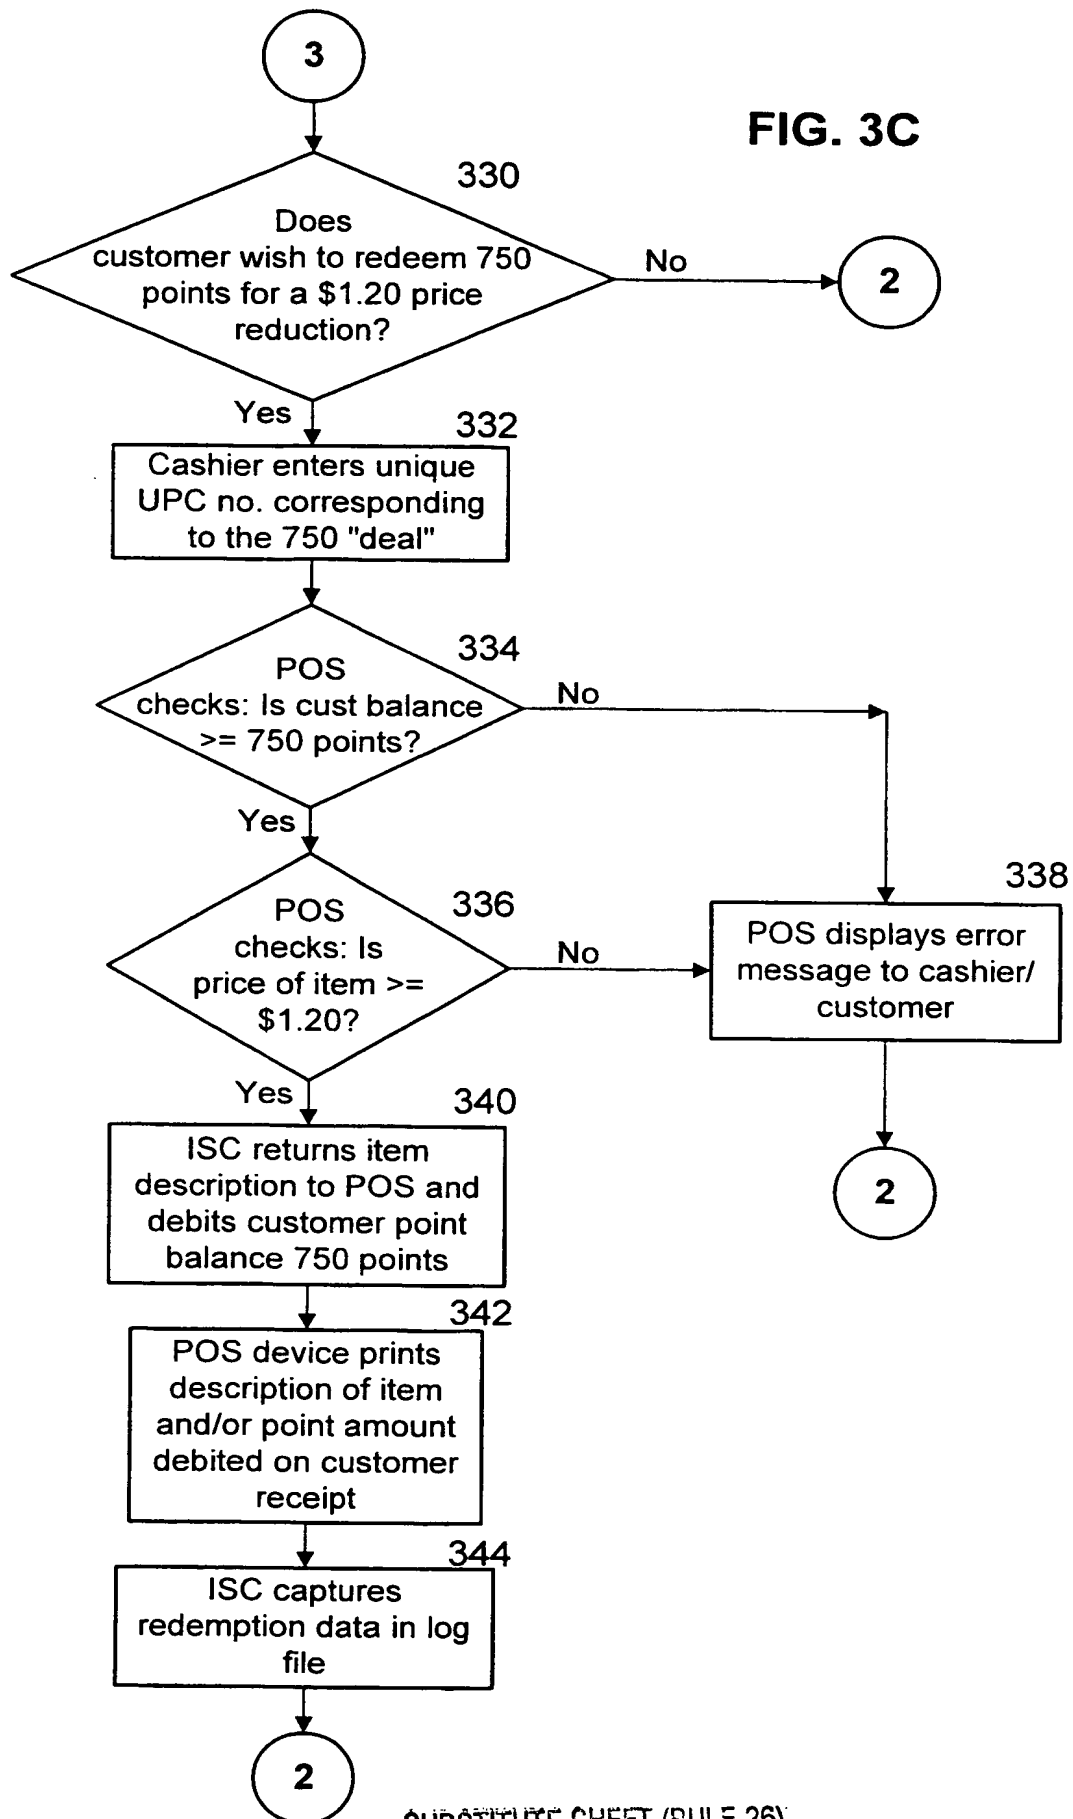 3
FIG. 3C
330
Does
customer wish to redeem 750
points for a $1.20 price
reduction?
No
2
Yes
332
Cashier enters unique
UPC no. corresponding
to the 750 "deal"
334
POS
checks: Is cust balance
>= 750 points?
No
Yes
336
POS
checks: Is
price of item >=
$1.20?
No
338
POS displays error
message to cashier/
customer
2
Yes
340
ISC returns item
description to POS and
debits customer point
balance 750 points
342
POS device prints
description of item
and/or point amount
debited on customer
receipt
344
ISC captures
redemption data in log
file
2
SUBSTITUTE SHEET (RULE 26)